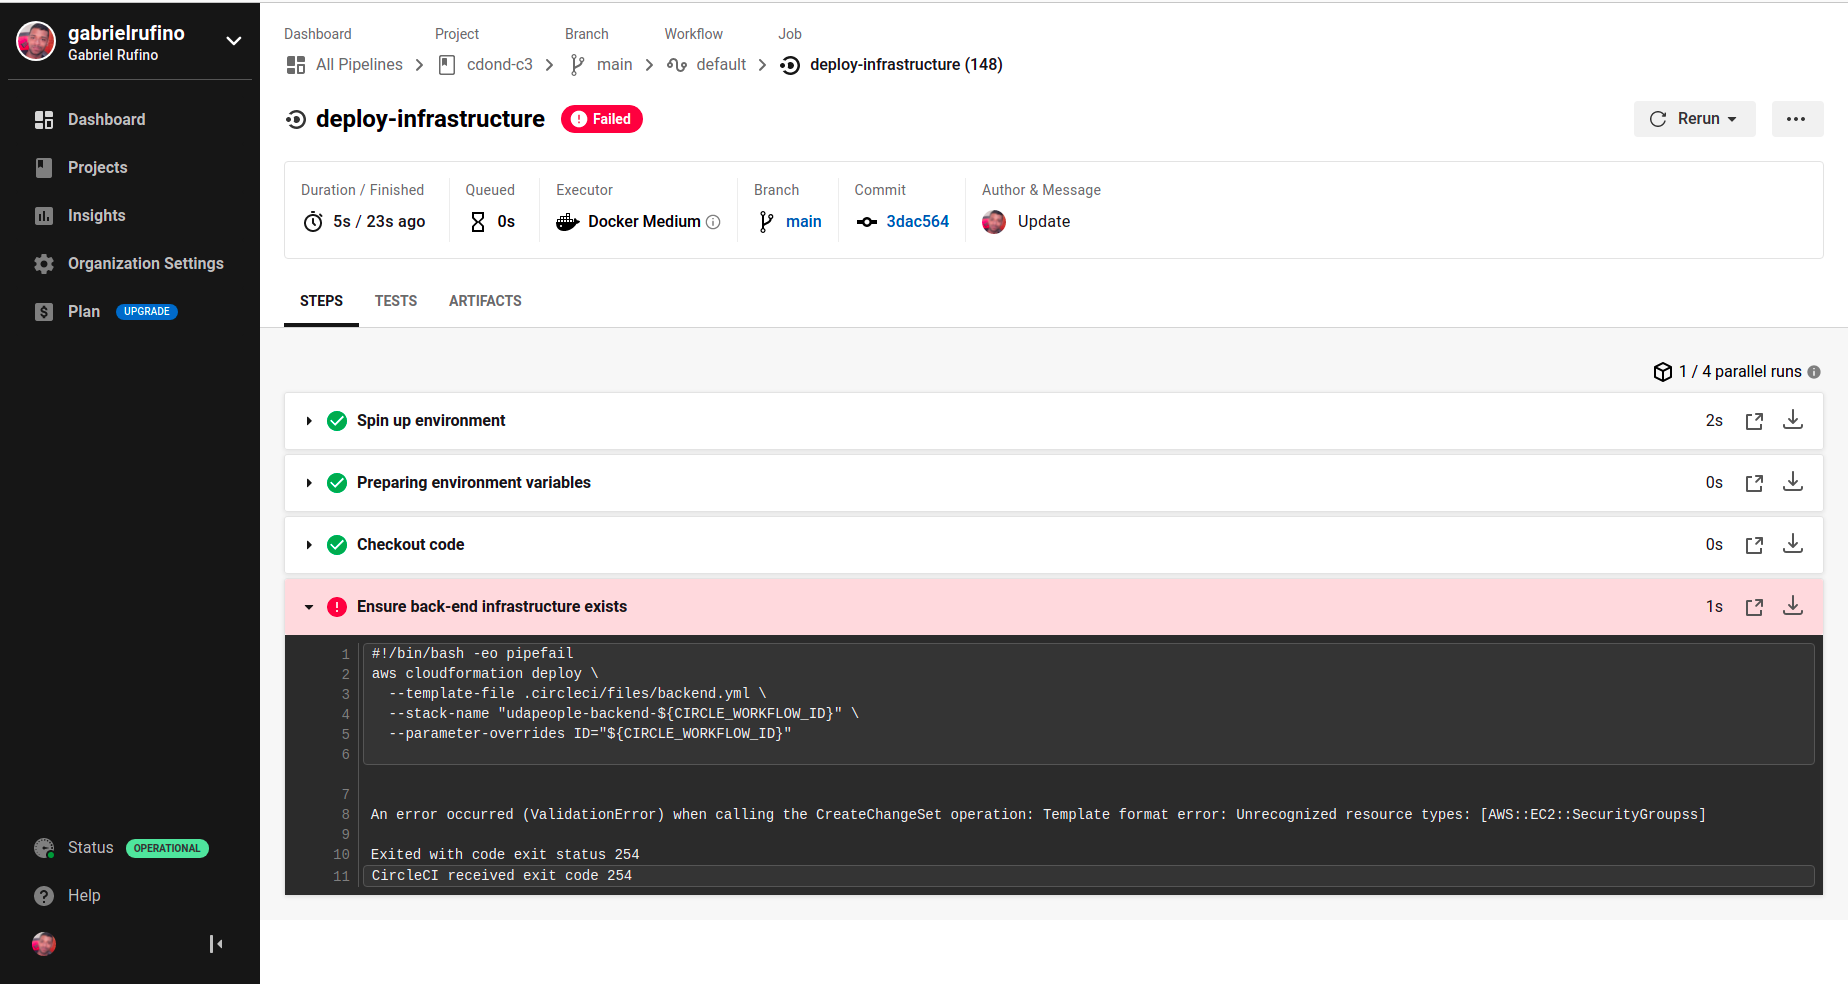 gabrielrufino
Gabriel Rufino
Dashboard
Projects
Insights
Organization Settings
Plan UPGRADE
Status OPERATIONAL
Help
Dashboard Project Branch Workflow Job
All Pipelines cdond-c3 main default deploy-infrastructure (148)
deploy-infrastructure Failed
Rerun
Duration / Finished Queued Executor Branch Commit Author & Message
5s / 23s ago 0s Docker Medium main 3dac564 Update
STEPS TESTS ARTIFACTS
1 / 4 parallel runs
Spin up environment 2s
Preparing environment variables 0s
Checkout code 0s
Ensure back-end infrastructure exists 1s
1 #!/bin/bash -eo pipefail
2 aws cloudformation deploy \
3 --template-file .circleci/files/backend.yml \
4 --stack-name "udapeople-backend-${CIRCLE_WORKFLOW_ID}" \
5 --parameter-overrides ID="${CIRCLE_WORKFLOW_ID}"
6
7
8 An error occurred (ValidationError) when calling the CreateChangeSet operation: Template format error: Unrecognized resource types: [AWS::EC2::SecurityGroupss]
9
10 Exited with code exit status 254
11 CircleCI received exit code 254